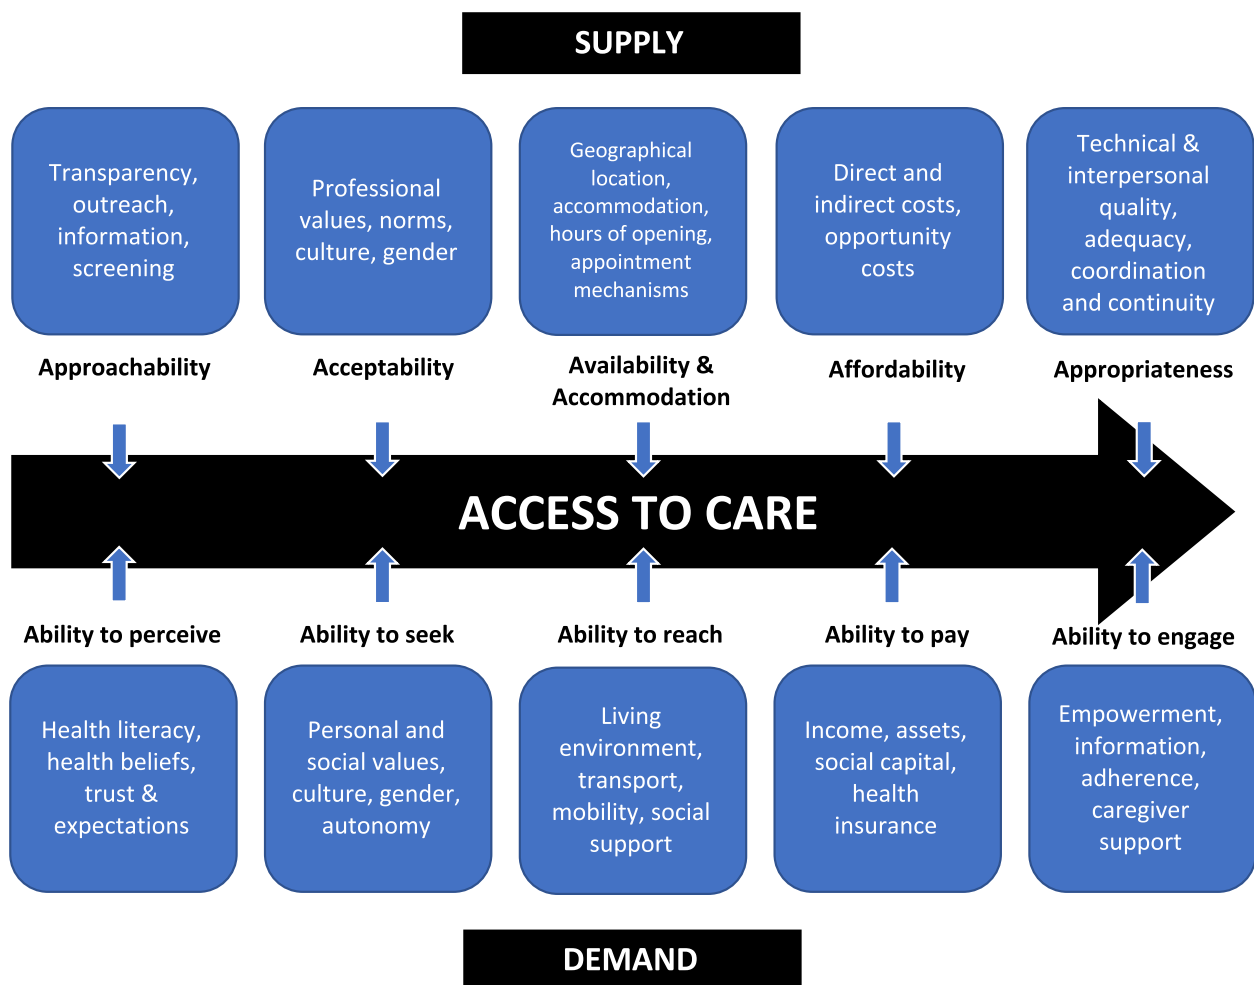 SUPPLY
Transparency,
outreach,
information,
screening
Professional
values, norms,
culture, gender
Geographical
location,
accommodation,
hours of opening,
appointment
mechanisms
Direct and
indirect costs,
opportunity
costs
Technical &
interpersonal
quality,
adequacy,
coordination
and continuity
Approachability
Acceptability
Availability &
Accommodation
Affordability
Appropriateness
ACCESS TO CARE
Ability to perceive
Ability to seek
Ability to reach
Ability to pay
Ability to engage
Health literacy,
health beliefs,
trust &
expectations
Personal and
social values,
culture, gender,
autonomy
Living
environment,
transport,
mobility, social
support
Income, assets,
social capital,
health
insurance
Empowerment,
information,
adherence,
caregiver
support
DEMAND